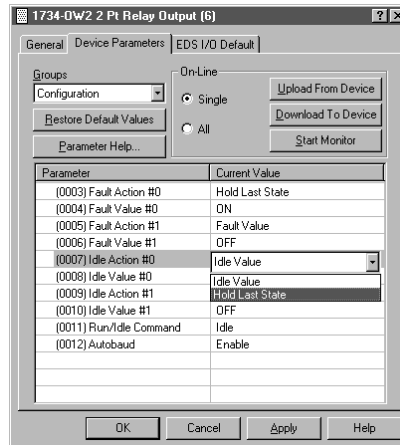 1734-OW2 2 Pt Relay Output (6)
General Device Parameters EDS I/O Default
Groups
Configuration
Restore Default Values
Parameter Help...
On-Line
Single
All
Upload From Device
Download To Device
Start Monitor
Parameter Current Value
(0003) Fault Action #0 Hold Last State
(0004) Fault Value #0 ON
(0005) Fault Action #1 Fault Value
(0006) Fault Value #1 OFF
(0007) Idle Action #0 Idle Value
(0008) Idle Value #0 Idle Value
(0009) Idle Action #1 Hold Last State
(0010) Idle Value #1 OFF
(0011) Run/Idle Command Idle
(0012) Autobaud Enable
OK Cancel Apply Help